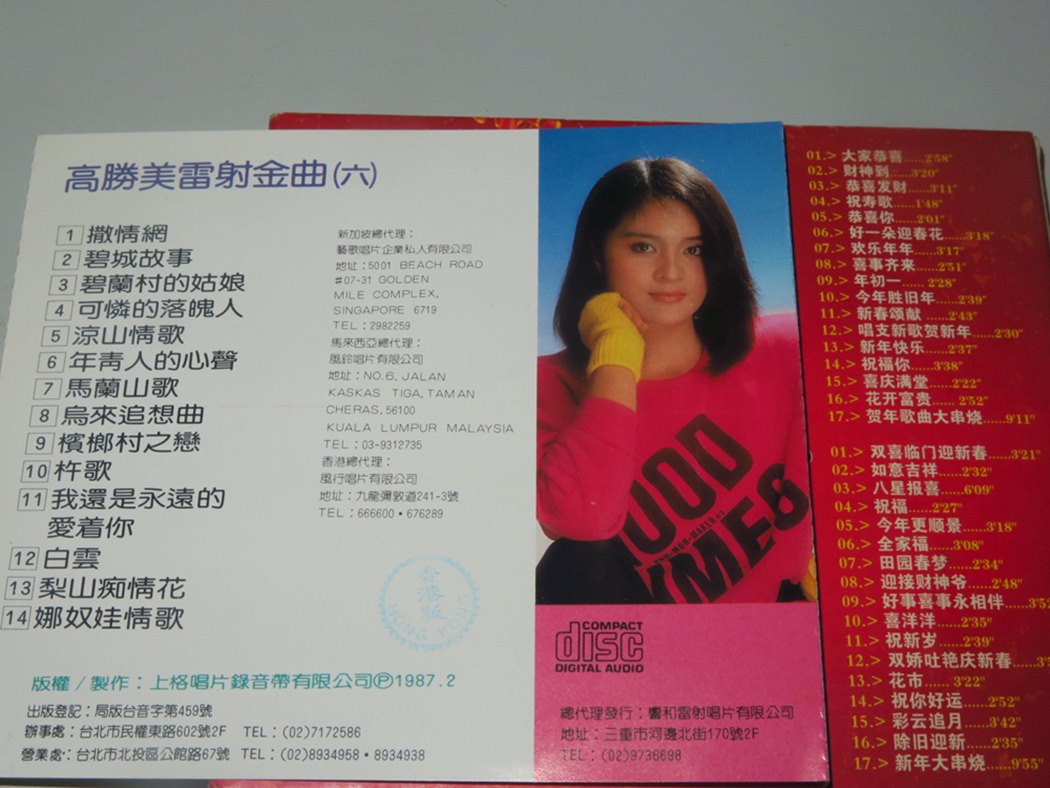 高勝美雷射金曲(六)
1 撒情網
2 碧城故事
3 碧蘭村的姑娘
4 可憐的落魄人
5 涼山情歌
6 年靑人的心聲
7 馬蘭山歌
8 烏來追想曲
9 檳榔村之戀
10 杵歌
11 我還是永遠的
愛着你
12 白雲
13 梨山痴情花
14 娜奴娃情歌
新加坡總代理：
藝歌唱片企業私人有限公司
地址：5001 BEACH ROAD
#07-31 GOLDEN
MILE COMPLEX,
SINGAPORE 6719
TEL：2982259
馬來西亞總代理：
風鈴唱片有限公司
地址：NO.6, JALAN
KASKAS TIGA, TAMAN
CHERAS, 56100
KUALA LUMPUR MALAYSIA
TEL：03-9312735
香港總代理：
風行唱片有限公司
地址：九龍彌敦道241-3號
TEL：666600•676289
香港版
HONG KONG
版權/製作：上格唱片錄音帶有限公司Ⓟ1987.2
出版登記：局版台音字第459號
辦事處：台北市民權東路602號2F TEL：(02)7172586
營業處：台北市北投區公館路67號 TEL：(02)8934958•8934938
COMPACT
disc
DIGITAL AUDIO
總代理發行：響和雷射唱片有限公司
地址：三重市河邊北街170號2F
TEL：(02)9736698
01.> 大家恭喜......2'58"
02.> 财神到......3'20"
03.> 恭喜发财......3'11"
04.> 祝寿歌......1'48"
05.> 恭喜你......2'01"
06.> 好一朵迎春花......3'18"
07.> 欢乐年年......3'17"
08.> 喜事齐来......2'51"
09.> 年初一...... 2'28"
10.> 今年胜旧年......2'39"
11.> 新春颂献 ......2'43"
12.> 唱支新歌贺新年......2'30"
13.> 新年快乐......2'37"
14.> 祝福你......3'38"
15.> 喜庆满堂......2'22"
16.> 花开富贵...... 2'52"
17.> 贺年歌曲大串烧......9'11"
01.> 双喜临门迎新春......3'21"
02.> 如意吉祥......2'32"
03.> 八星报喜......6'09"
04.> 祝福......2'27"
05.> 今年更顺景......3'18"
06.> 全家福......3'08"
07.> 田园春梦......2'34"
08.> 迎接财神爷......2'48"
09.> 好事喜事永相伴......3'52
10.> 喜洋洋......2'35"
11.> 祝新岁......2'39"
12.> 双娇吐艳庆新春......3'
13.> 花市...... 3'22"
14.> 祝你好运......2'52"
15.> 彩云追月......3'42"
16.> 除旧迎新......2'35"
17.> 新年大串烧......9'55"